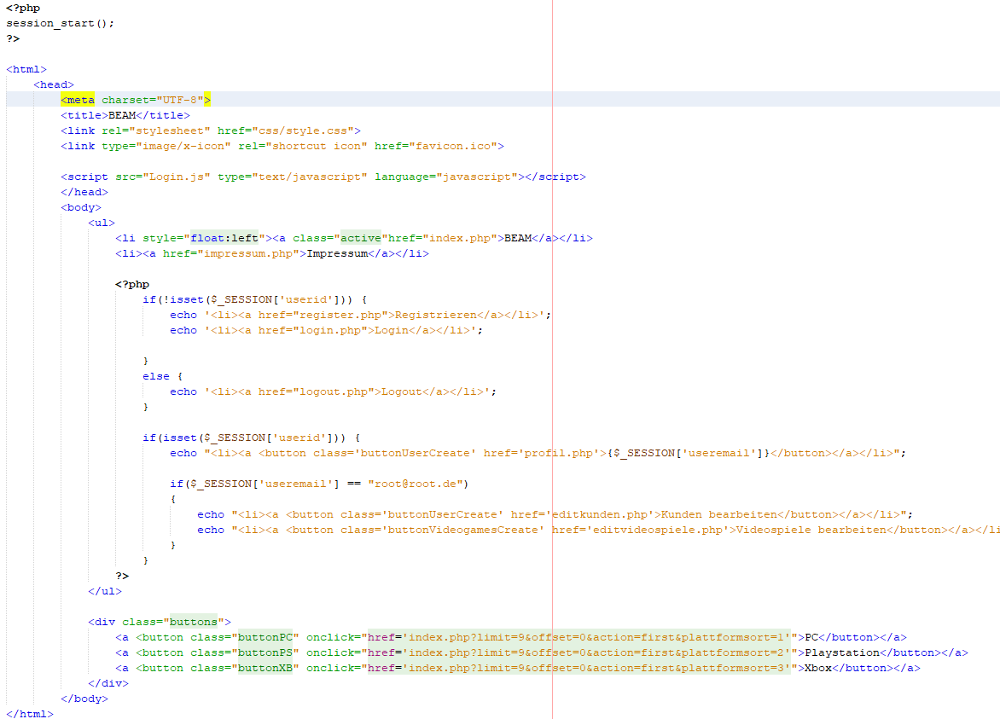 <?php
session_start();
?>
<html>
<head>
<meta charset="UTF-8">
<title>BEAM</title>
<link rel="stylesheet" href="css/style.css">
<link type="image/x-icon" rel="shortcut icon" href="favicon.ico">
<script src="Login.js" type="text/javascript" language="javascript"></script>
</head>
<body>
<ul>
<li style="float:left"><a class="active"href="index.php">BEAM</a></li>
<li><a href="impressum.php">Impressum</a></li>
<?php
if(!isset($_SESSION['userid'])) {
echo '<li><a href="register.php">Registrieren</a></li>';
echo '<li><a href="login.php">Login</a></li>';
}
else {
echo '<li><a href="logout.php">Logout</a></li>';
}
if(isset($_SESSION['userid'])) {
echo "<li><a <button class='buttonUserCreate' href='profil.php'>{$_SESSION['useremail']}</button></a></li>";
if($_SESSION['useremail'] == "root@root.de")
{
echo "<li><a <button class='buttonUserCreate' href='editkunden.php'>Kunden bearbeiten</button></a></li>";
echo "<li><a <button class='buttonVideogamesCreate' href='editvideospiele.php'>Videospiele bearbeiten</button></a></li
}
}
?>
</ul>
<div class="buttons">
<a <button class="buttonPC" onclick="href='index.php?limit=9&offset=0&action=first&plattformsort=1'">PC</button></a>
<a <button class="buttonPS" onclick="href='index.php?limit=9&offset=0&action=first&plattformsort=2'">Playstation</button></a>
<a <button class="buttonXB" onclick="href='index.php?limit=9&offset=0&action=first&plattformsort=3'">Xbox</button></a>
</div>
</body>
</html>